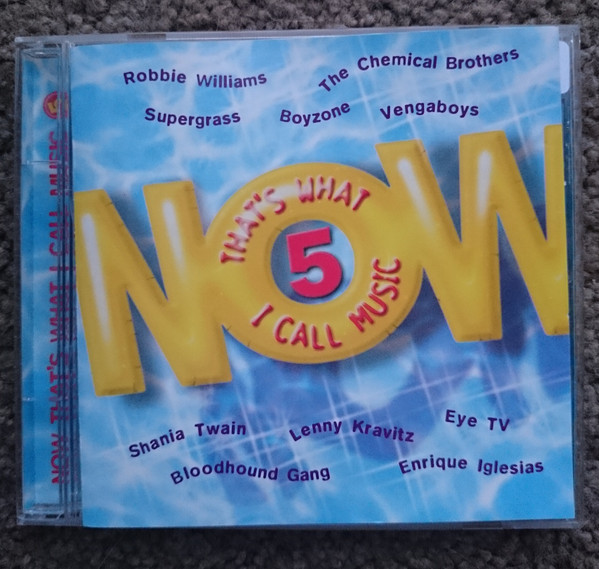 Robbie Williams
The Chemical Brothers
Supergrass
Boyzone
Vengaboys
NOW
THAT'S WHAT
5
I CALL MUSIC
Shania Twain
Lenny Kravitz
Eye TV
Bloodhound Gang
Enrique Iglesias
NOW THAT'S WHAT I CALL MUSIC